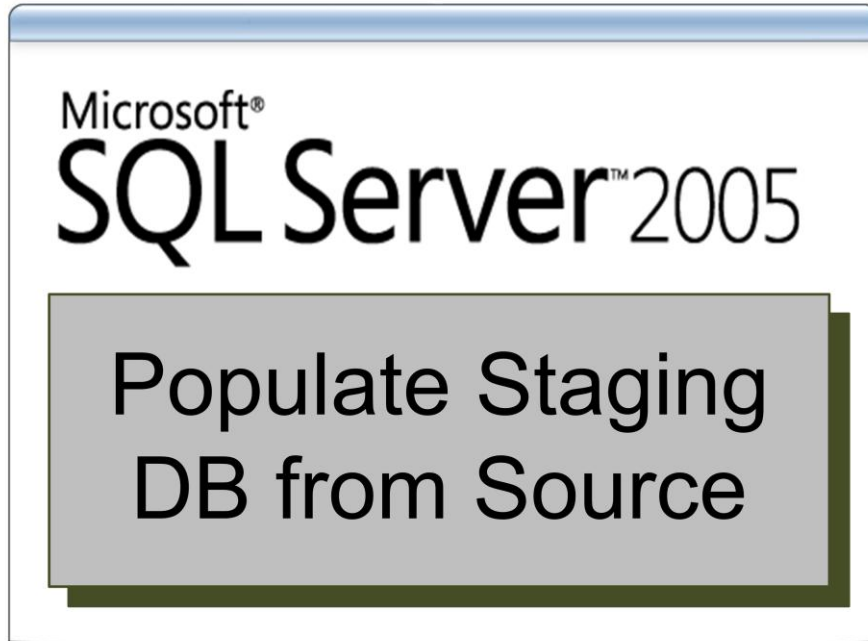 Microsoft®
SQL Server™2005
Populate Staging
DB from Source